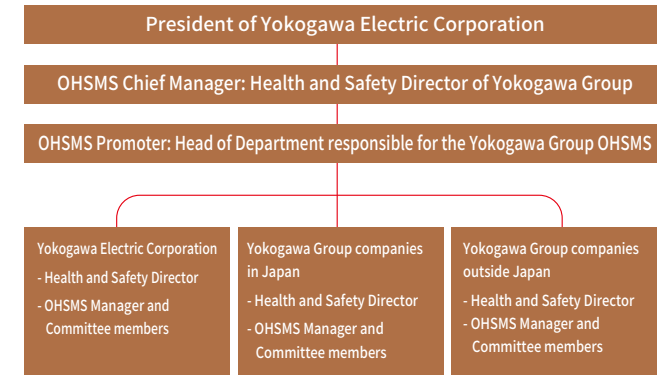 President of Yokogawa Electric Corporation
OHSMS Chief Manager: Health and Safety Director of Yokogawa Group
OHSMS Promoter: Head of Department responsible for the Yokogawa Group OHSMS
Yokogawa Electric Corporation
- Health and Safety Director
- OHSMS Manager and
Committee members
Yokogawa Group companies
in Japan
- Health and Safety Director
- OHSMS Manager and
Committee members
Yokogawa Group companies
outside Japan
- Health and Safety Director
- OHSMS Manager and
Committee members